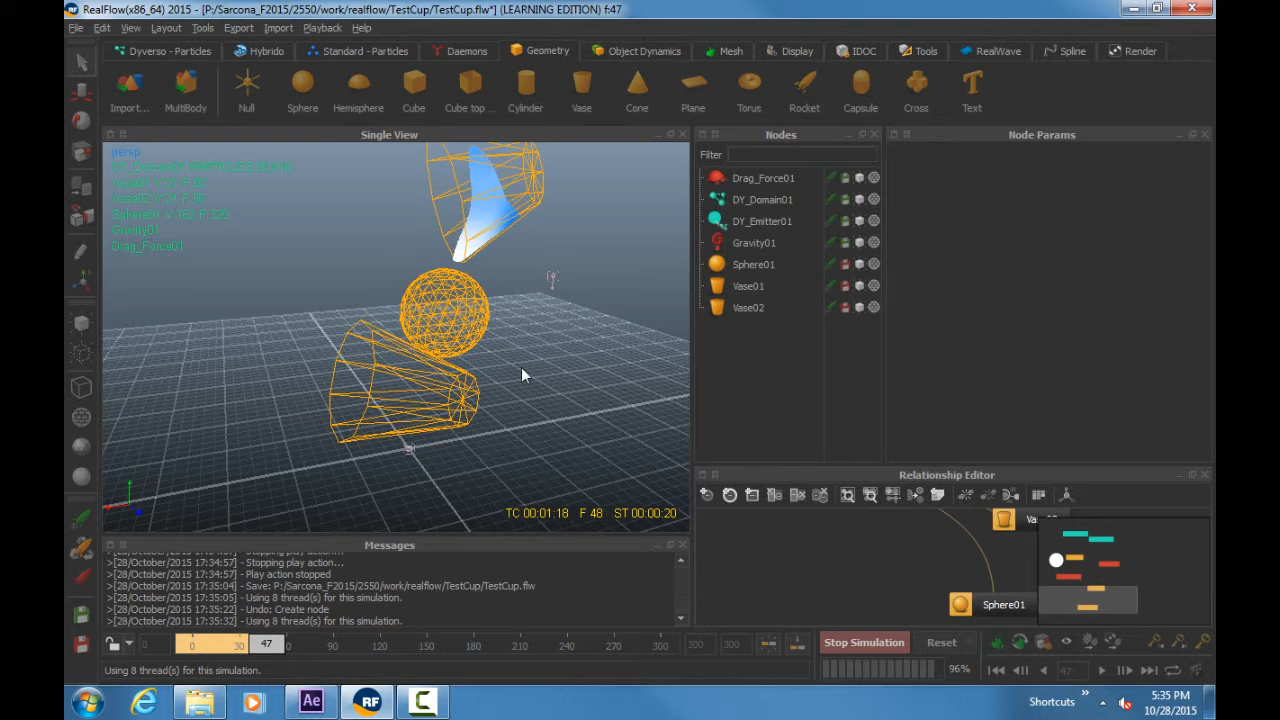 RealFlow(x86_64) 2015 - [P:/Sarcona_F2015/2550/work/realflow/TestCup/TestCup.flw*] (LEARNING EDITION) f:47
File Edit View Layout Tools Export Import Playback Help
Dyverso - Particles Hybrido Standard - Particles Daemons Geometry Object Dynamics Mesh Display IDOC Tools RealWave Spline Render
Import... MultiBody Null Sphere Hemisphere Cube Cube top ... Cylinder Vase Cone Plane Torus Rocket Capsule Cross Text
Single View
persp
Gravity01
Drag_Force01
TC 00:01:18 F 48 ST 00:00:20
Nodes
Filter
Drag_Force01
DY_Domain01
DY_Emitter01
Gravity01
Sphere01
Vase01
Vase02
Node Params
Relationship Editor
Sphere01
Messages
>[28/October/2015 17:34:57] - Stopping play action...
>[28/October/2015 17:34:57] - Play action stopped
>[28/October/2015 17:35:04] - Save: P:/Sarcona_F2015/2550/work/realflow/TestCup/TestCup.flw
>[28/October/2015 17:35:05] - Using 8 thread(s) for this simulation.
>[28/October/2015 17:35:22] - Undo: Create node
>[28/October/2015 17:35:32] - Using 8 thread(s) for this simulation.
0 0 30 47 90 120 150 180 210 240 270 300 300 300
Stop Simulation Reset
Using 8 thread(s) for this simulation.
96% 47
Ae RF C Shortcuts
5:35 PM
10/28/2015